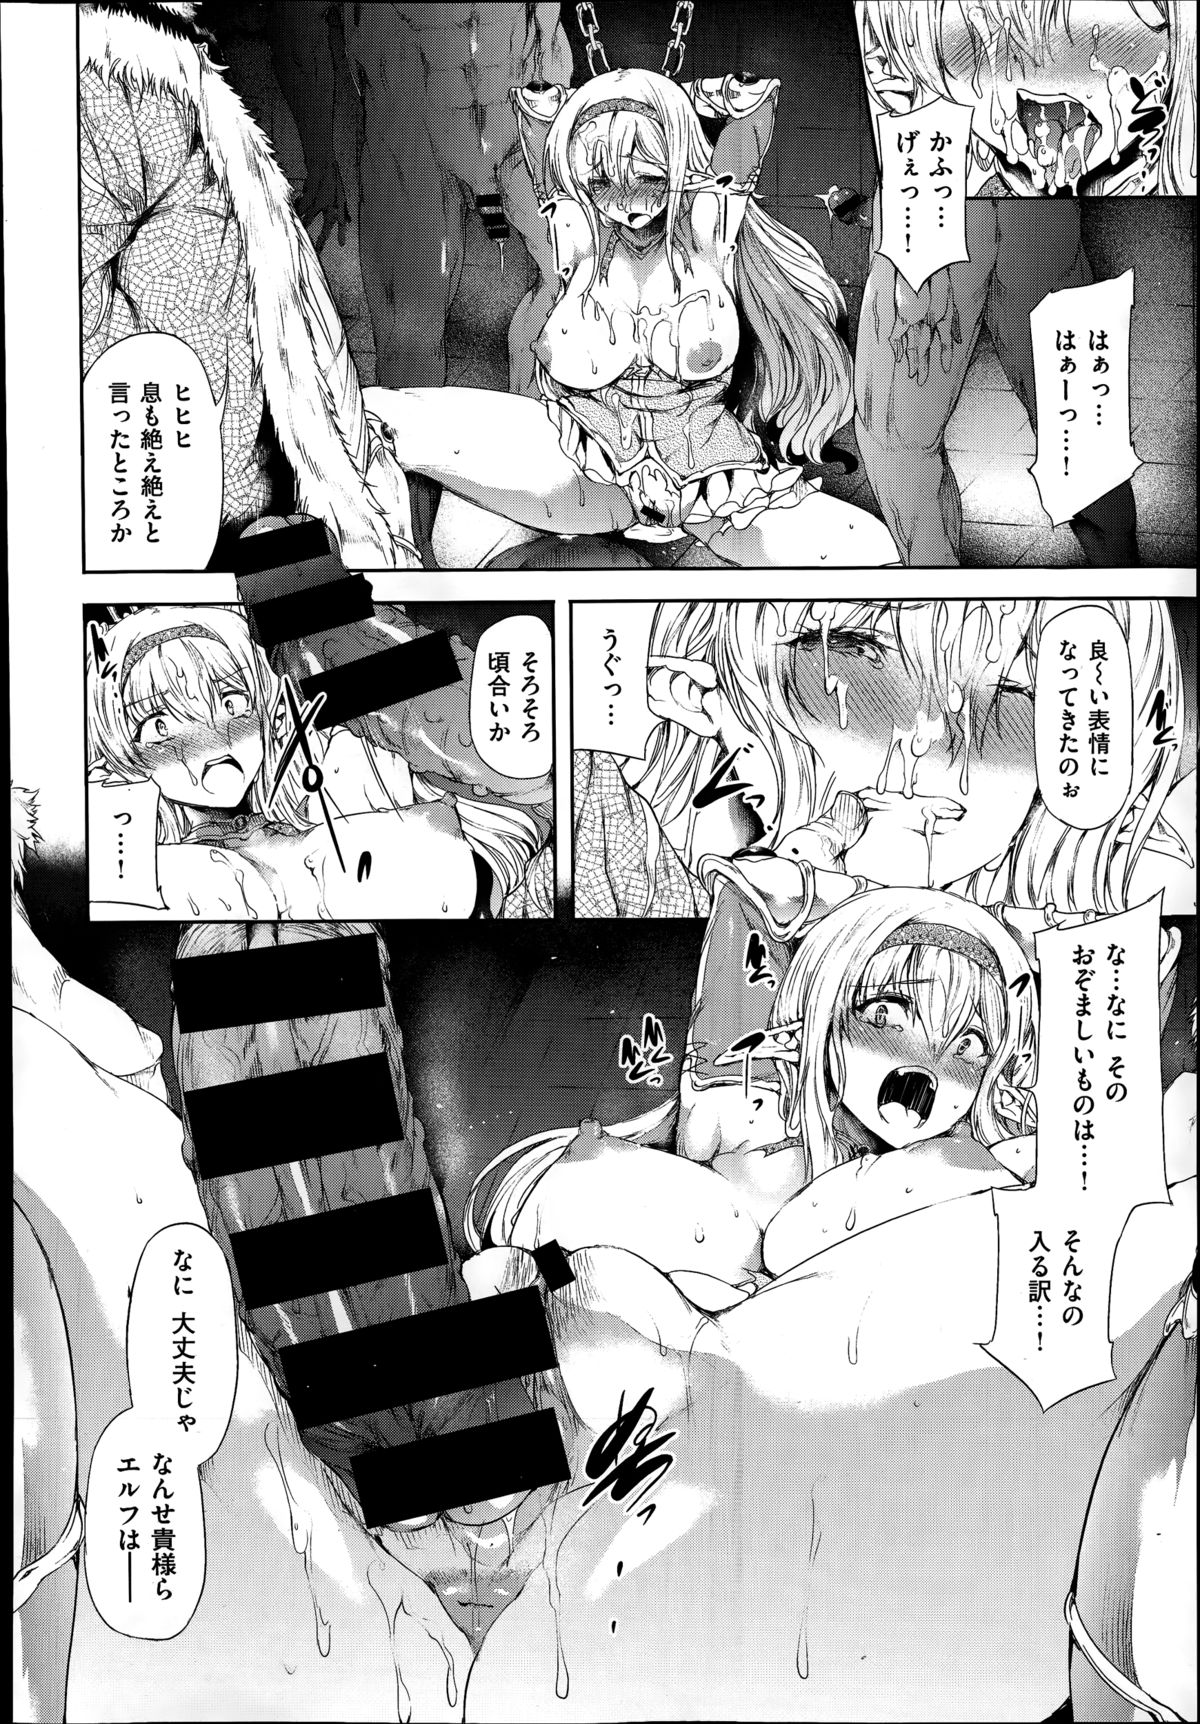 かふっ…
げぇっ…！
はぁっ…
はぁーっ…！
ヒヒヒ
息も絶え絶えと
言ったところか
良〜い表情に
なってきたのぉ
うぐっ…
そろそろ
頃合いか
っ…！
な…なに その
おぞましいものは…！
そんなの
入る訳…！
なに 大丈夫じゃ
なんせ貴様ら
エルフは——